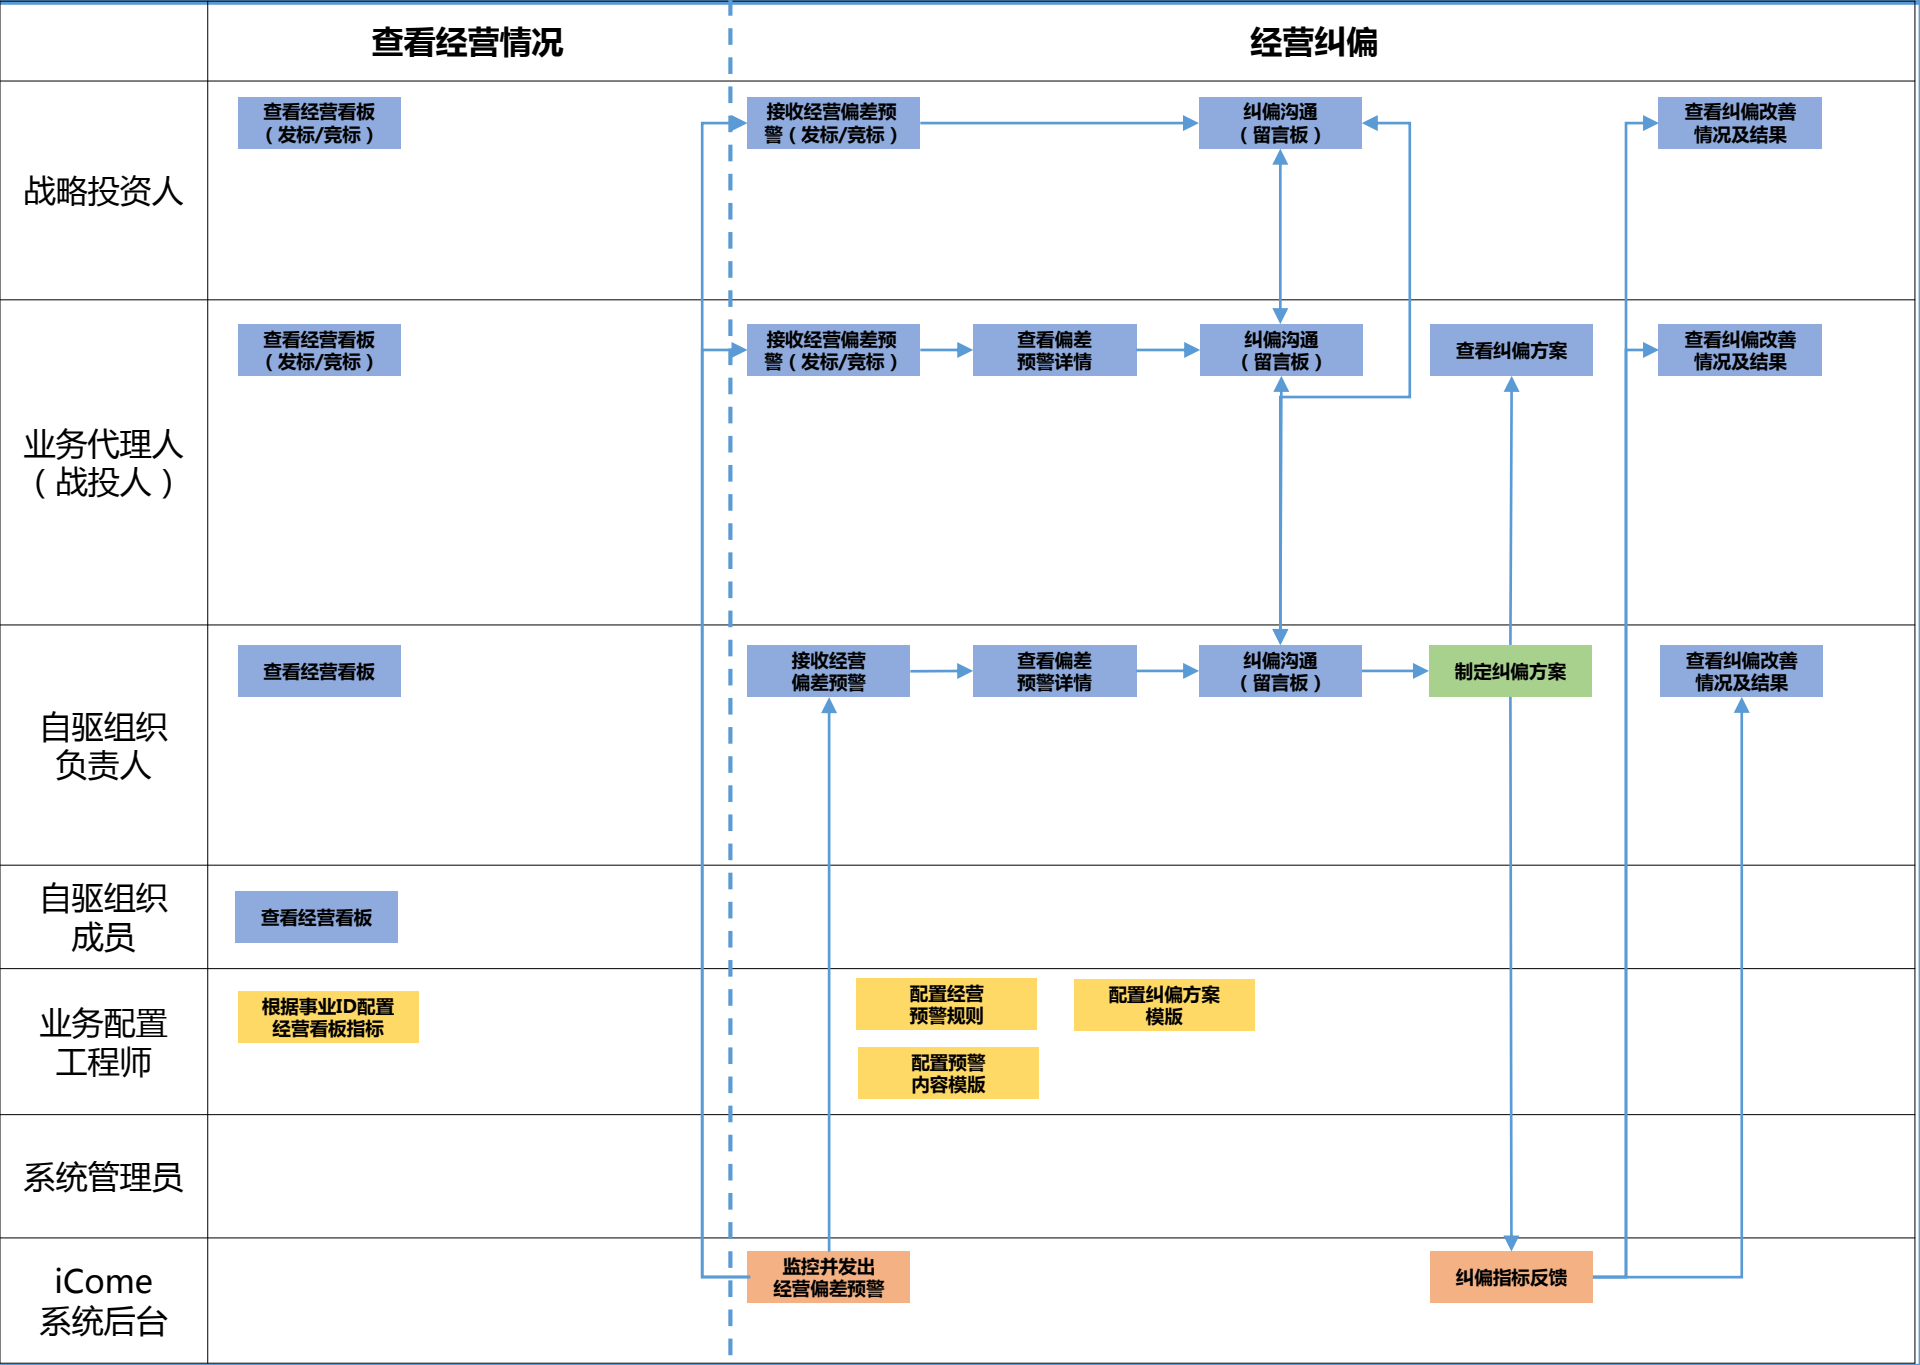 查看经营情况
经营纠偏
战略投资人
查看经营看板
（发标/竞标）
接收经营偏差预
警（发标/竞标）
纠偏沟通
（留言板）
查看纠偏改善
情况及结果
业务代理人
（战投人）
查看经营看板
（发标/竞标）
接收经营偏差预
警（发标/竞标）
查看偏差
预警详情
纠偏沟通
（留言板）
查看纠偏方案
查看纠偏改善
情况及结果
自驱组织
负责人
查看经营看板
接收经营
偏差预警
查看偏差
预警详情
纠偏沟通
（留言板）
制定纠偏方案
查看纠偏改善
情况及结果
自驱组织
成员
查看经营看板
业务配置
工程师
根据事业ID配置
经营看板指标
配置经营
预警规则
配置纠偏方案
模版
配置预警
内容模版
系统管理员
iCome
系统后台
监控并发出
经营偏差预警
纠偏指标反馈